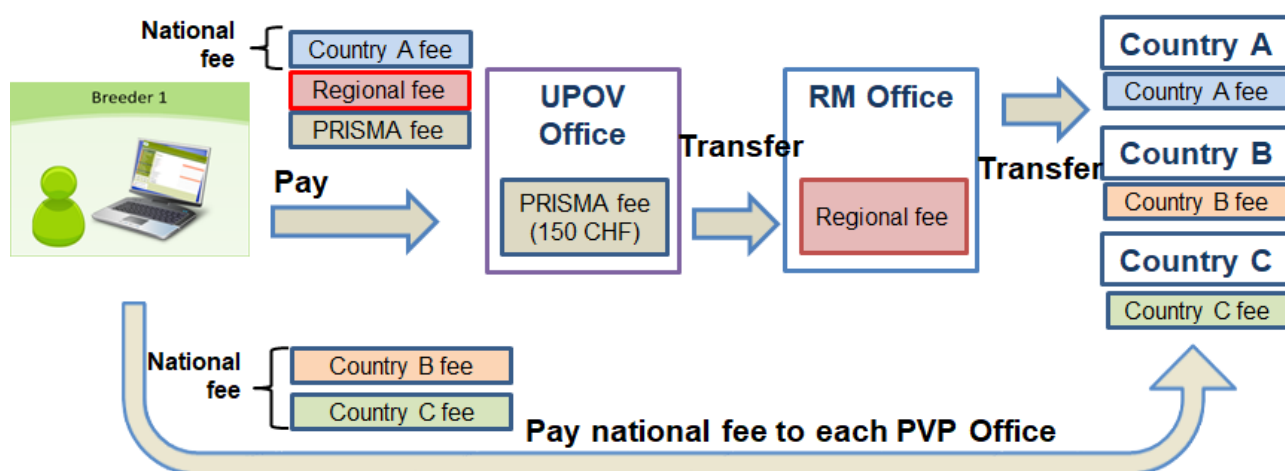 National
fee
Country A fee
Regional fee
PRISMA fee
Breeder 1
Pay
UPOV
Office
PRISMA fee
(150 CHF)
Transfer
RM Office
Regional fee
Transfer
Country A
Country A fee
Country B
Country B fee
Country C
Country C fee
National
fee
Country B fee
Country C fee
Pay national fee to each PVP Office